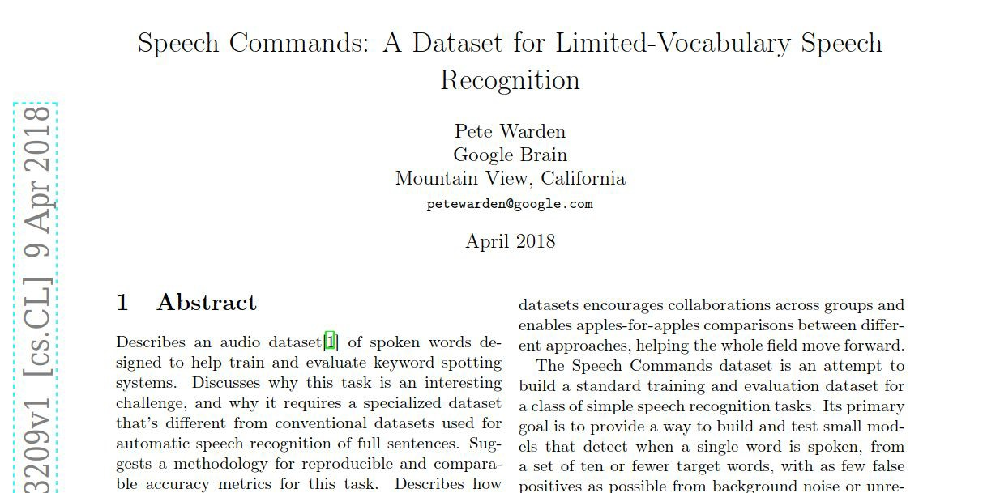 Speech Commands: A Dataset for Limited-Vocabulary Speech
Recognition
Pete Warden
Google Brain
Mountain View, California
petewarden@google.com
April 2018
3209v1 [cs.CL] 9 Apr 2018
1 Abstract
Describes an audio dataset[1] of spoken words de-
signed to help train and evaluate keyword spotting
systems. Discusses why this task is an interesting
challenge, and why it requires a specialized dataset
that's different from conventional datasets used for
automatic speech recognition of full sentences. Sug-
gests a methodology for reproducible and compara-
ble accuracy metrics for this task. Describes how
datasets encourages collaborations across groups and
enables apples-for-apples comparisons between differ-
ent approaches, helping the whole field move forward.
The Speech Commands dataset is an attempt to
build a standard training and evaluation dataset for
a class of simple speech recognition tasks. Its primary
goal is to provide a way to build and test small mod-
els that detect when a single word is spoken, from
a set of ten or fewer target words, with as few false
positives as possible from background noise or unre-